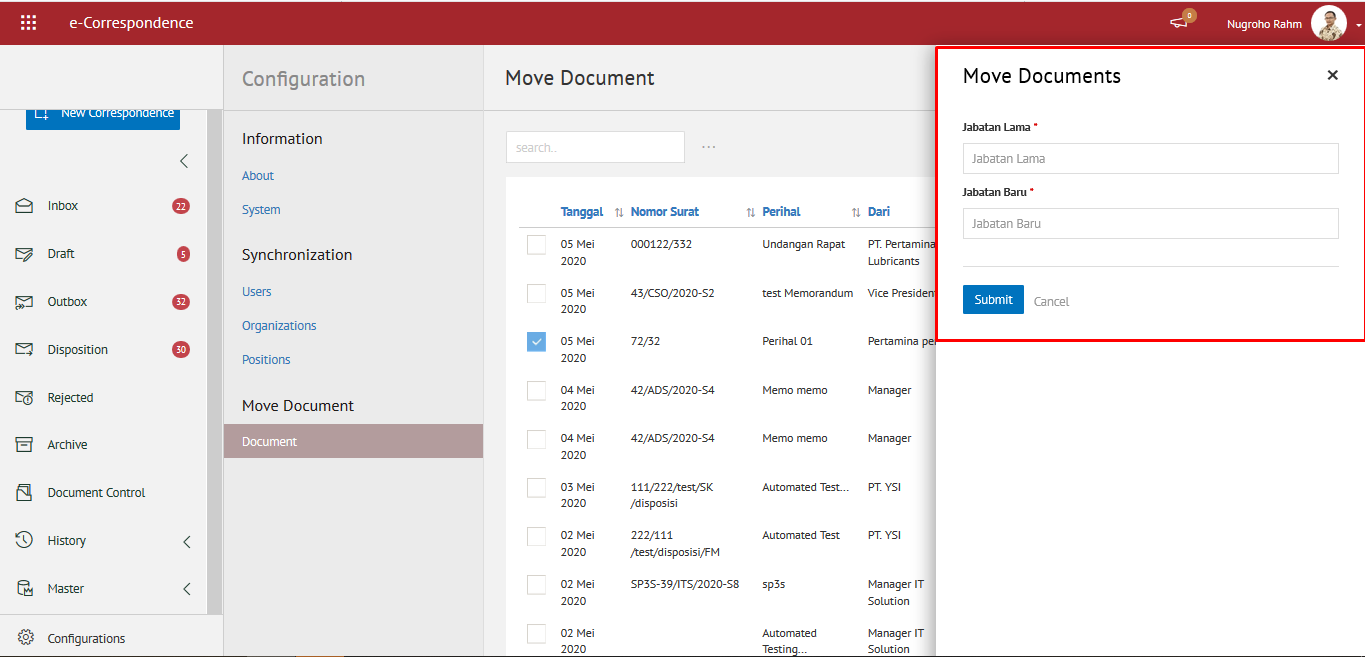 e-Correspondence
0
Nugroho Rahm
New Correspondence
Inbox 22
Draft 5
Outbox 32
Disposition 30
Rejected
Archive
Document Control
History
Master
Configurations
Configuration
Information
About
System
Synchronization
Users
Organizations
Positions
Move Document
Document
Move Document
search..
...
Tanggal Nomor Surat Perihal Dari
05 Mei 000122/332 Undangan Rapat PT. Pertamina
2020 Lubricants
05 Mei 43/CSO/2020-S2 test Memorandum Vice President
2020
05 Mei 72/32 Perihal 01 Pertamina pe
2020
04 Mei 42/ADS/2020-S4 Memo memo Manager
2020
04 Mei 42/ADS/2020-S4 Memo memo Manager
2020
03 Mei 111/222/test/SK Automated Test... PT. YSI
2020 /disposisi
02 Mei 222/111 Automated Test PT. YSI
2020 /test/disposisi/FM
02 Mei SP3S-39/ITS/2020-S8 sp3s Manager IT
2020 Solution
02 Mei Automated Manager IT
2020 Testing... Solution
Move Documents ×
Jabatan Lama *
Jabatan Lama
Jabatan Baru *
Jabatan Baru
Submit Cancel